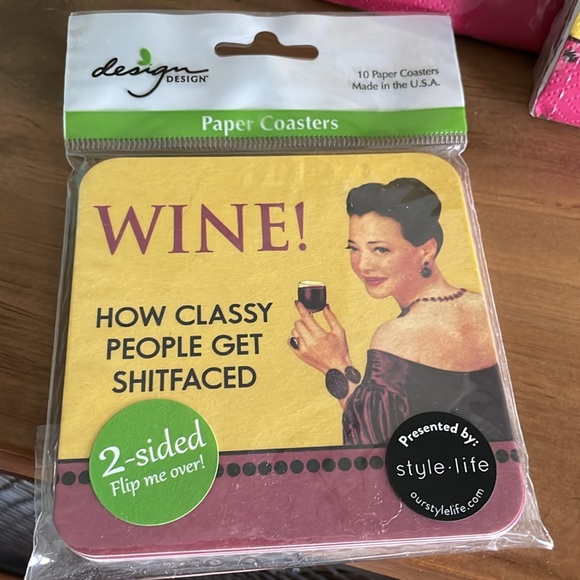 design
DESIGN
10 Paper Coasters
Made in the U.S.A.
Paper Coasters
WINE!
HOW CLASSY
PEOPLE GET
SHITFACED
2-sided
Flip me over!
Presented by:
style·life
ourstylelife.com